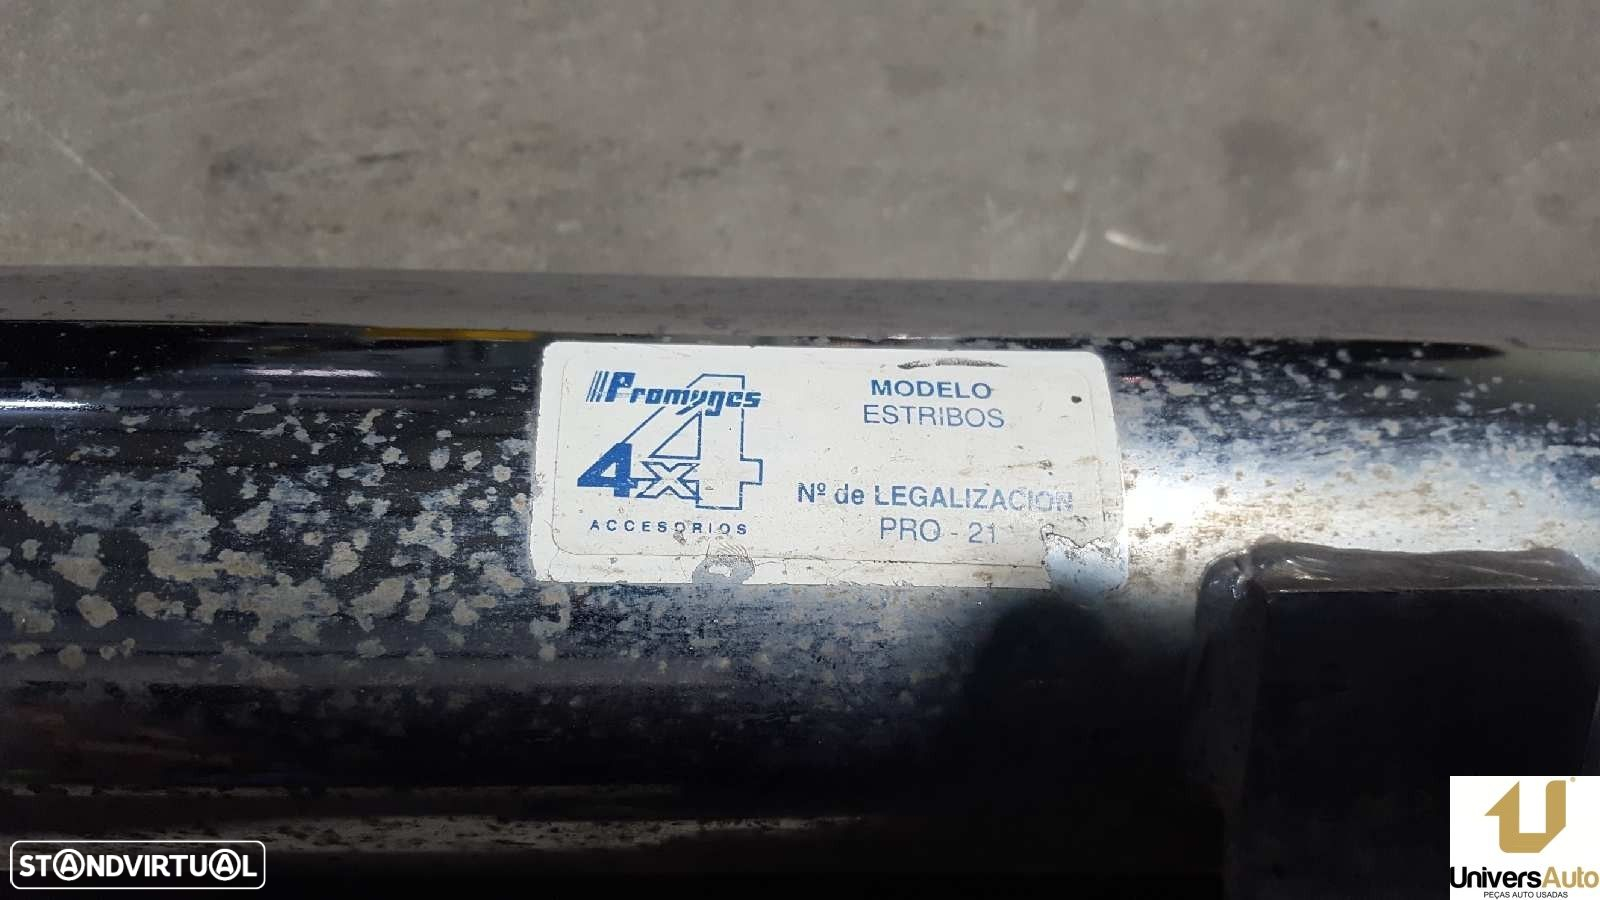 Promyges
4x4
ACCESORIOS
MODELO
ESTRIBOS
Nº de LEGALIZACION
PRO - 21
STANDVIRTUAL
UniversAuto
PEÇAS AUTO USADAS